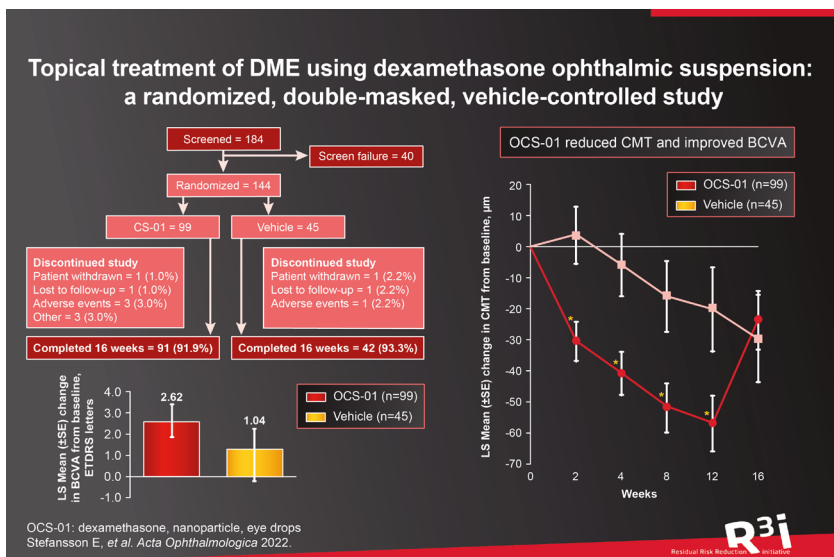 Topical treatment of DME using dexamethasone ophthalmic suspension:
a randomized, double-masked, vehicle-controlled study
Screened = 184
Screen failure = 40
Randomized = 144
CS-01 = 99
Vehicle = 45
Discontinued study
Patient withdrawn = 1 (1.0%)
Lost to follow-up = 1 (1.0%)
Adverse events = 3 (3.0%)
Other = 3 (3.0%)
Discontinued study
Patient withdrawn = 1 (2.2%)
Lost to follow-up = 1 (2.2%)
Adverse events = 1 (2.2%)
Completed 16 weeks = 91 (91.9%)
Completed 16 weeks = 42 (93.3%)
LS Mean (±SE) change
in BCVA from baseline,
ETDRS letters
4.0
3.0
2.0
1.0
0.0
-1.0
2.62
1.04
OCS-01 (n=99)
Vehicle (n=45)
OCS-01 reduced CMT and improved BCVA
OCS-01 (n=99)
Vehicle (n=45)
LS Mean (±SE) change in CMT from baseline, µm
20
10
0
-10
-20
-30
-40
-50
-60
-70
*
*
*
*
0
2
4
8
12
16
Weeks
OCS-01: dexamethasone, nanoparticle, eye drops
Stefansson E, et al. Acta Ophthalmologica 2022.
R3i
Residual Risk Reduction initiative